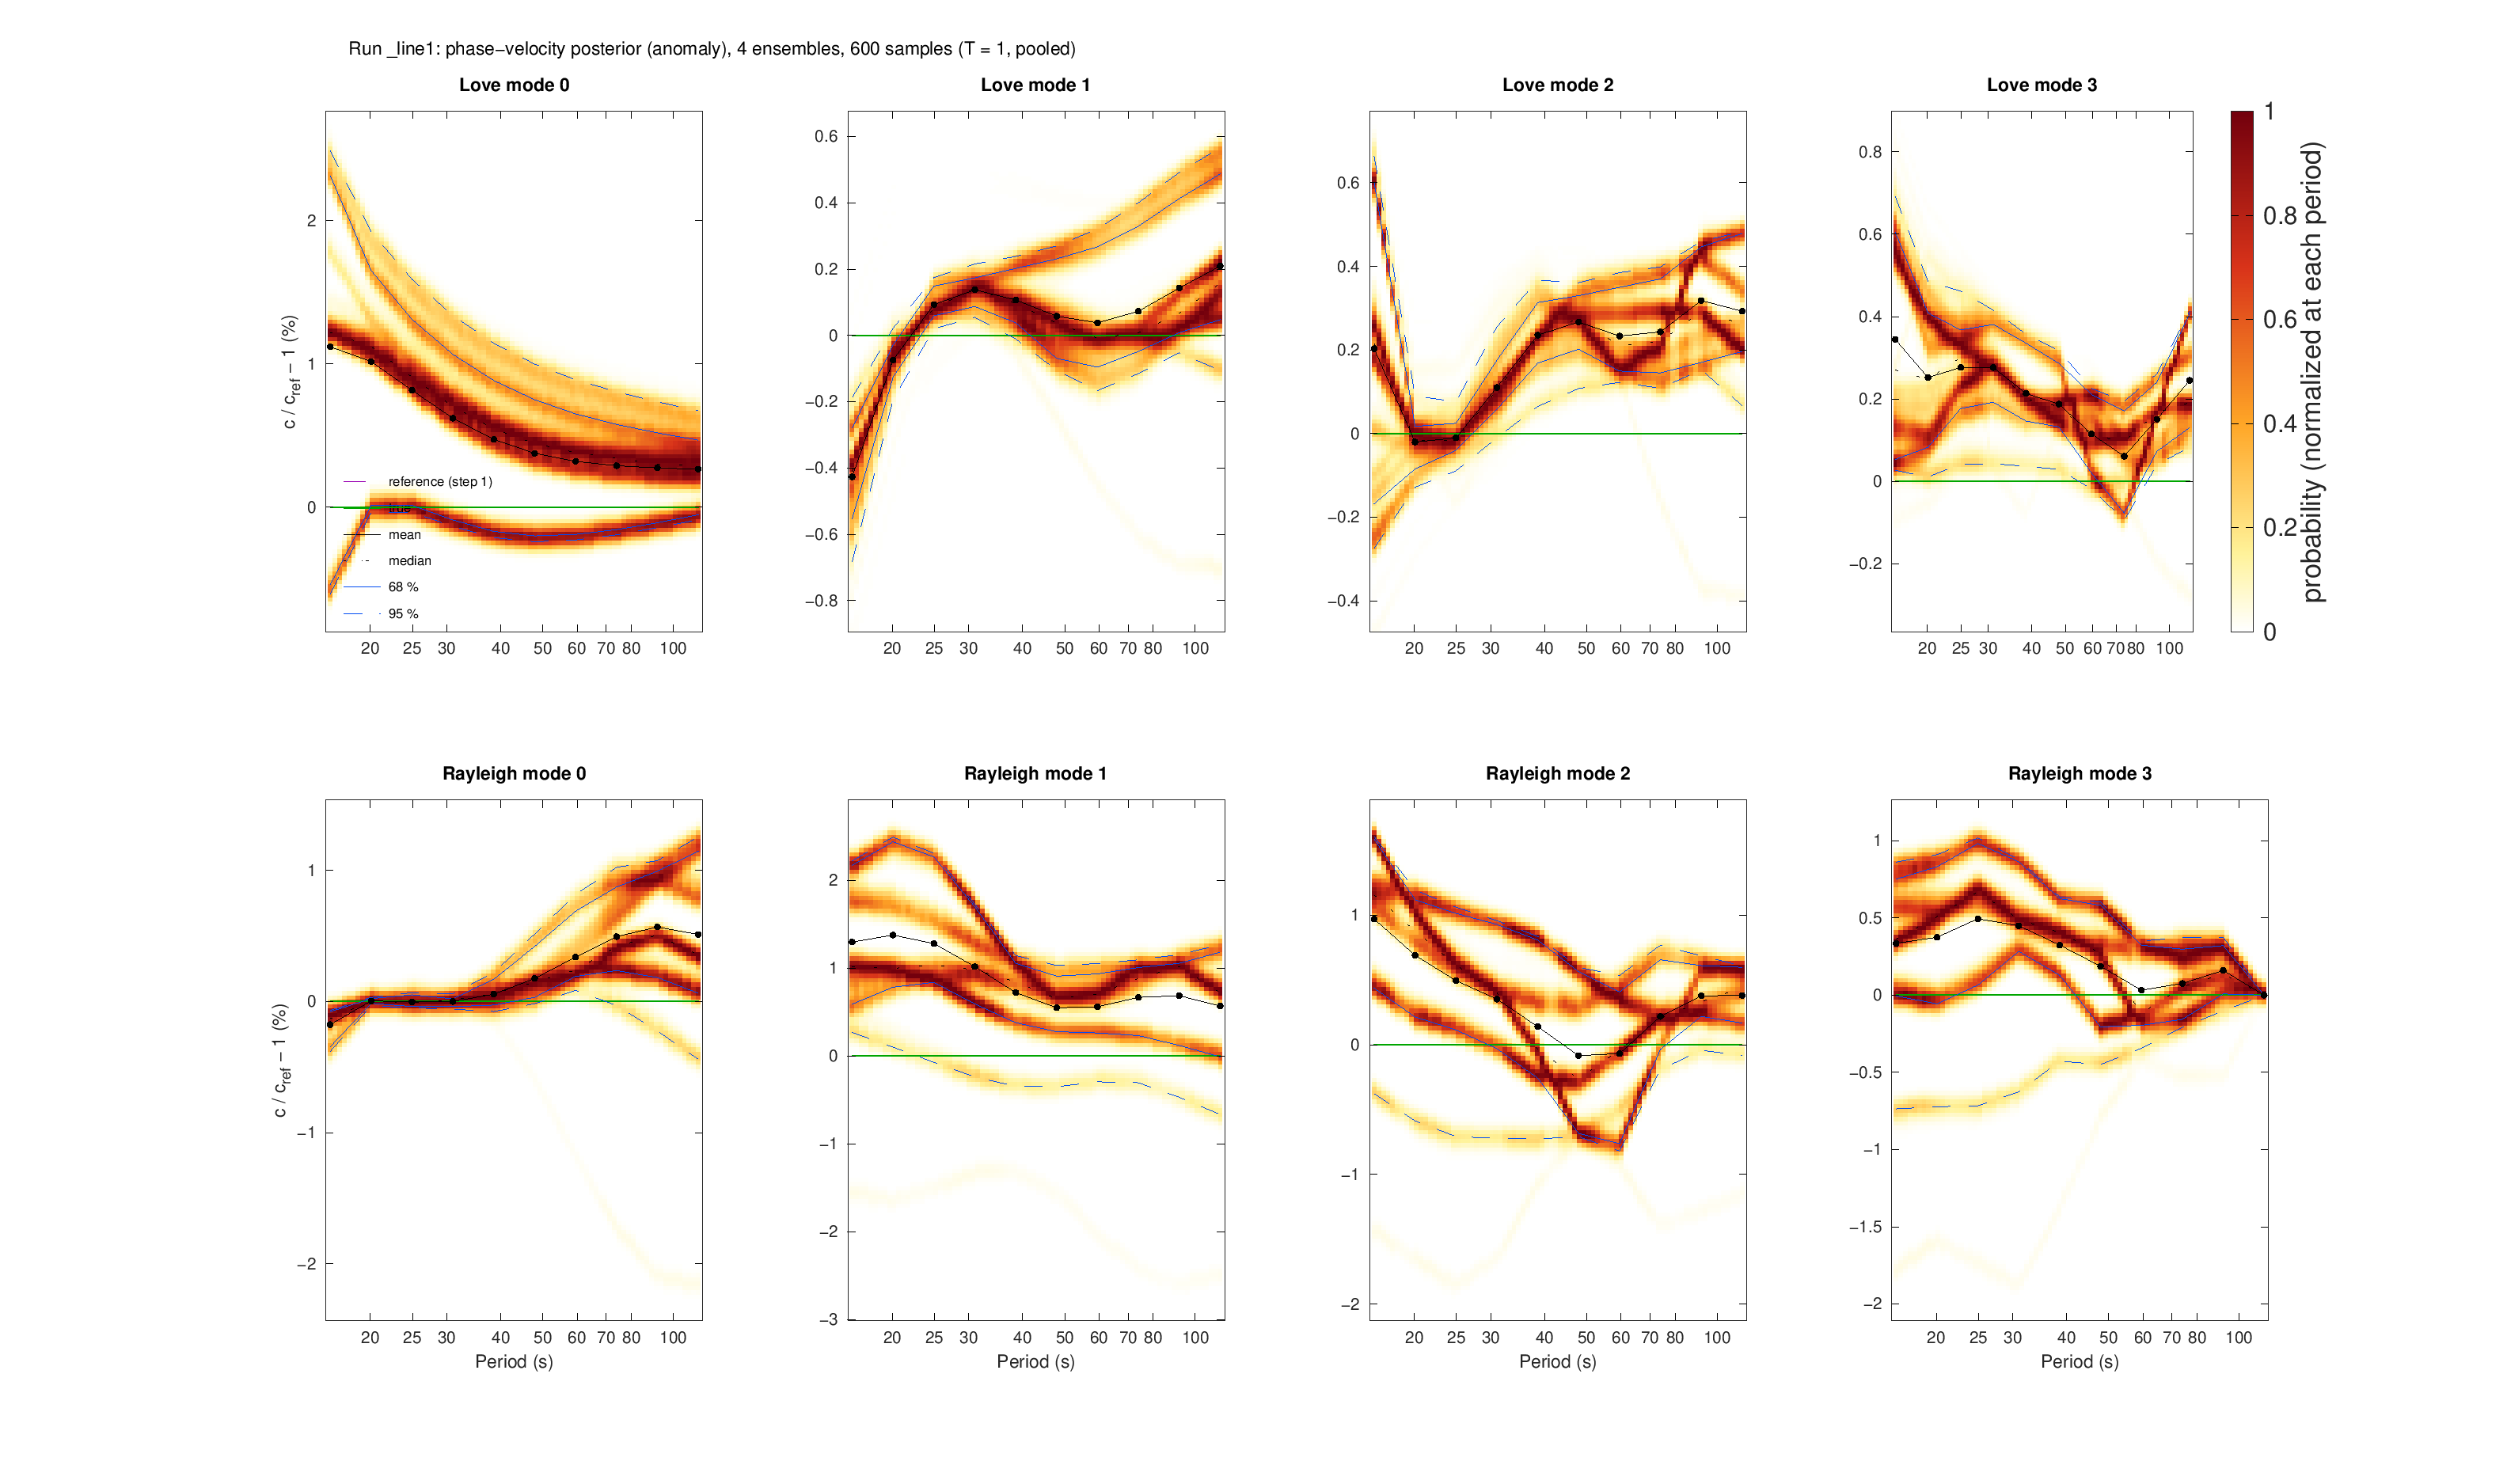 Run _line1: phase−velocity posterior (anomaly), 4 ensembles, 600 samples (T = 1, pooled)
Love mode 0
Love mode 1
Love mode 2
Love mode 3
c / cref − 1 (%)
2
1
0
reference (step 1)
true
mean
median
68 %
95 %
20 25 30 40 50 60 70 80 100
0.6
0.4
0.2
0
−0.2
−0.4
−0.6
−0.8
20 25 30 40 50 60 70 80 100
0.6
0.4
0.2
0
−0.2
−0.4
20 25 30 40 50 60 70 80 100
0.8
0.6
0.4
0.2
0
−0.2
20 25 30 40 50 60 70 80 100
1
0.8
0.6
0.4
0.2
0
probability (normalized at each period)
Rayleigh mode 0
Rayleigh mode 1
Rayleigh mode 2
Rayleigh mode 3
c / cref − 1 (%)
1
0
−1
−2
20 25 30 40 50 60 70 80 100
Period (s)
2
1
0
−1
−2
−3
20 25 30 40 50 60 70 80 100
Period (s)
1
0
−1
−2
20 25 30 40 50 60 70 80 100
Period (s)
1
0.5
0
−0.5
−1
−1.5
−2
20 25 30 40 50 60 70 80 100
Period (s)